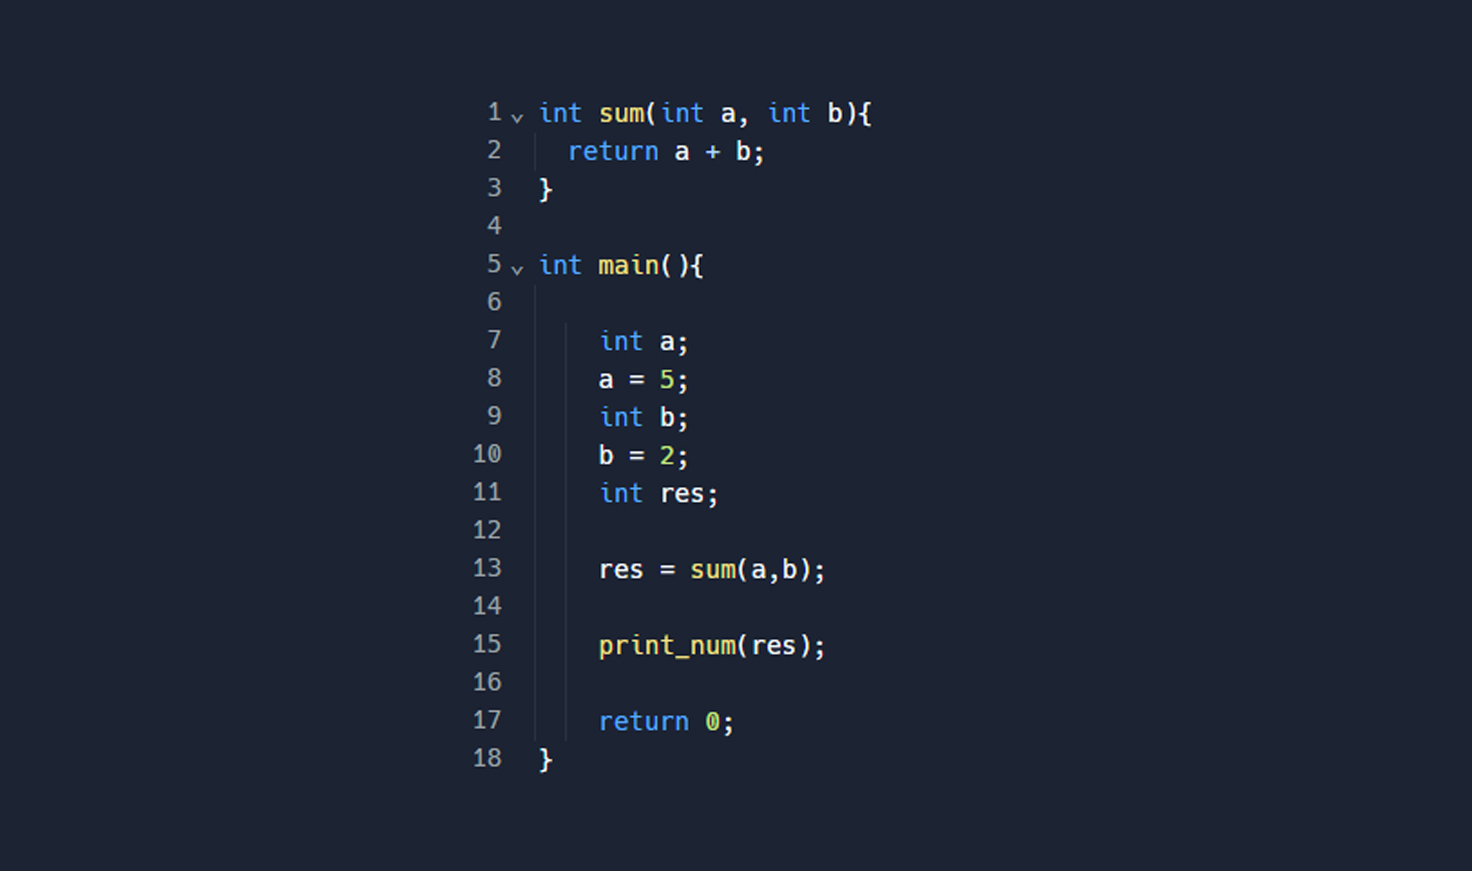 1 int sum(int a, int b){
2   return a + b;
3 }
4
5 int main(){
6
7     int a;
8     a = 5;
9     int b;
10     b = 2;
11     int res;
12
13     res = sum(a,b);
14
15     print_num(res);
16
17     return 0;
18 }